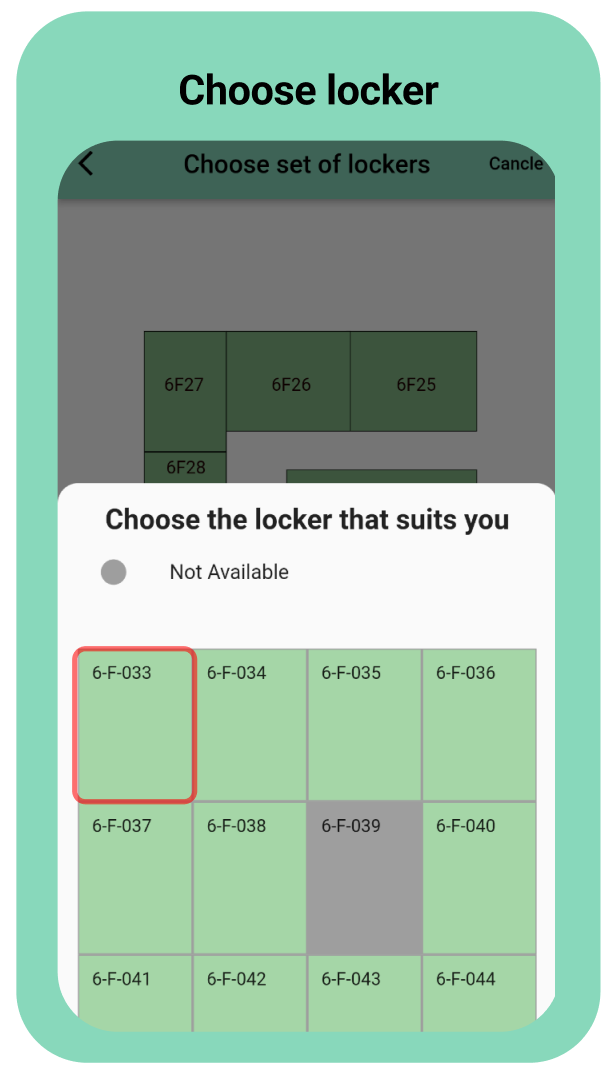 Choose locker
Choose set of lockers Cancle
6F27 6F26 6F25
6F28
Choose the locker that suits you
Not Available
6-F-033 6-F-034 6-F-035 6-F-036
6-F-037 6-F-038 6-F-039 6-F-040
6-F-041 6-F-042 6-F-043 6-F-044